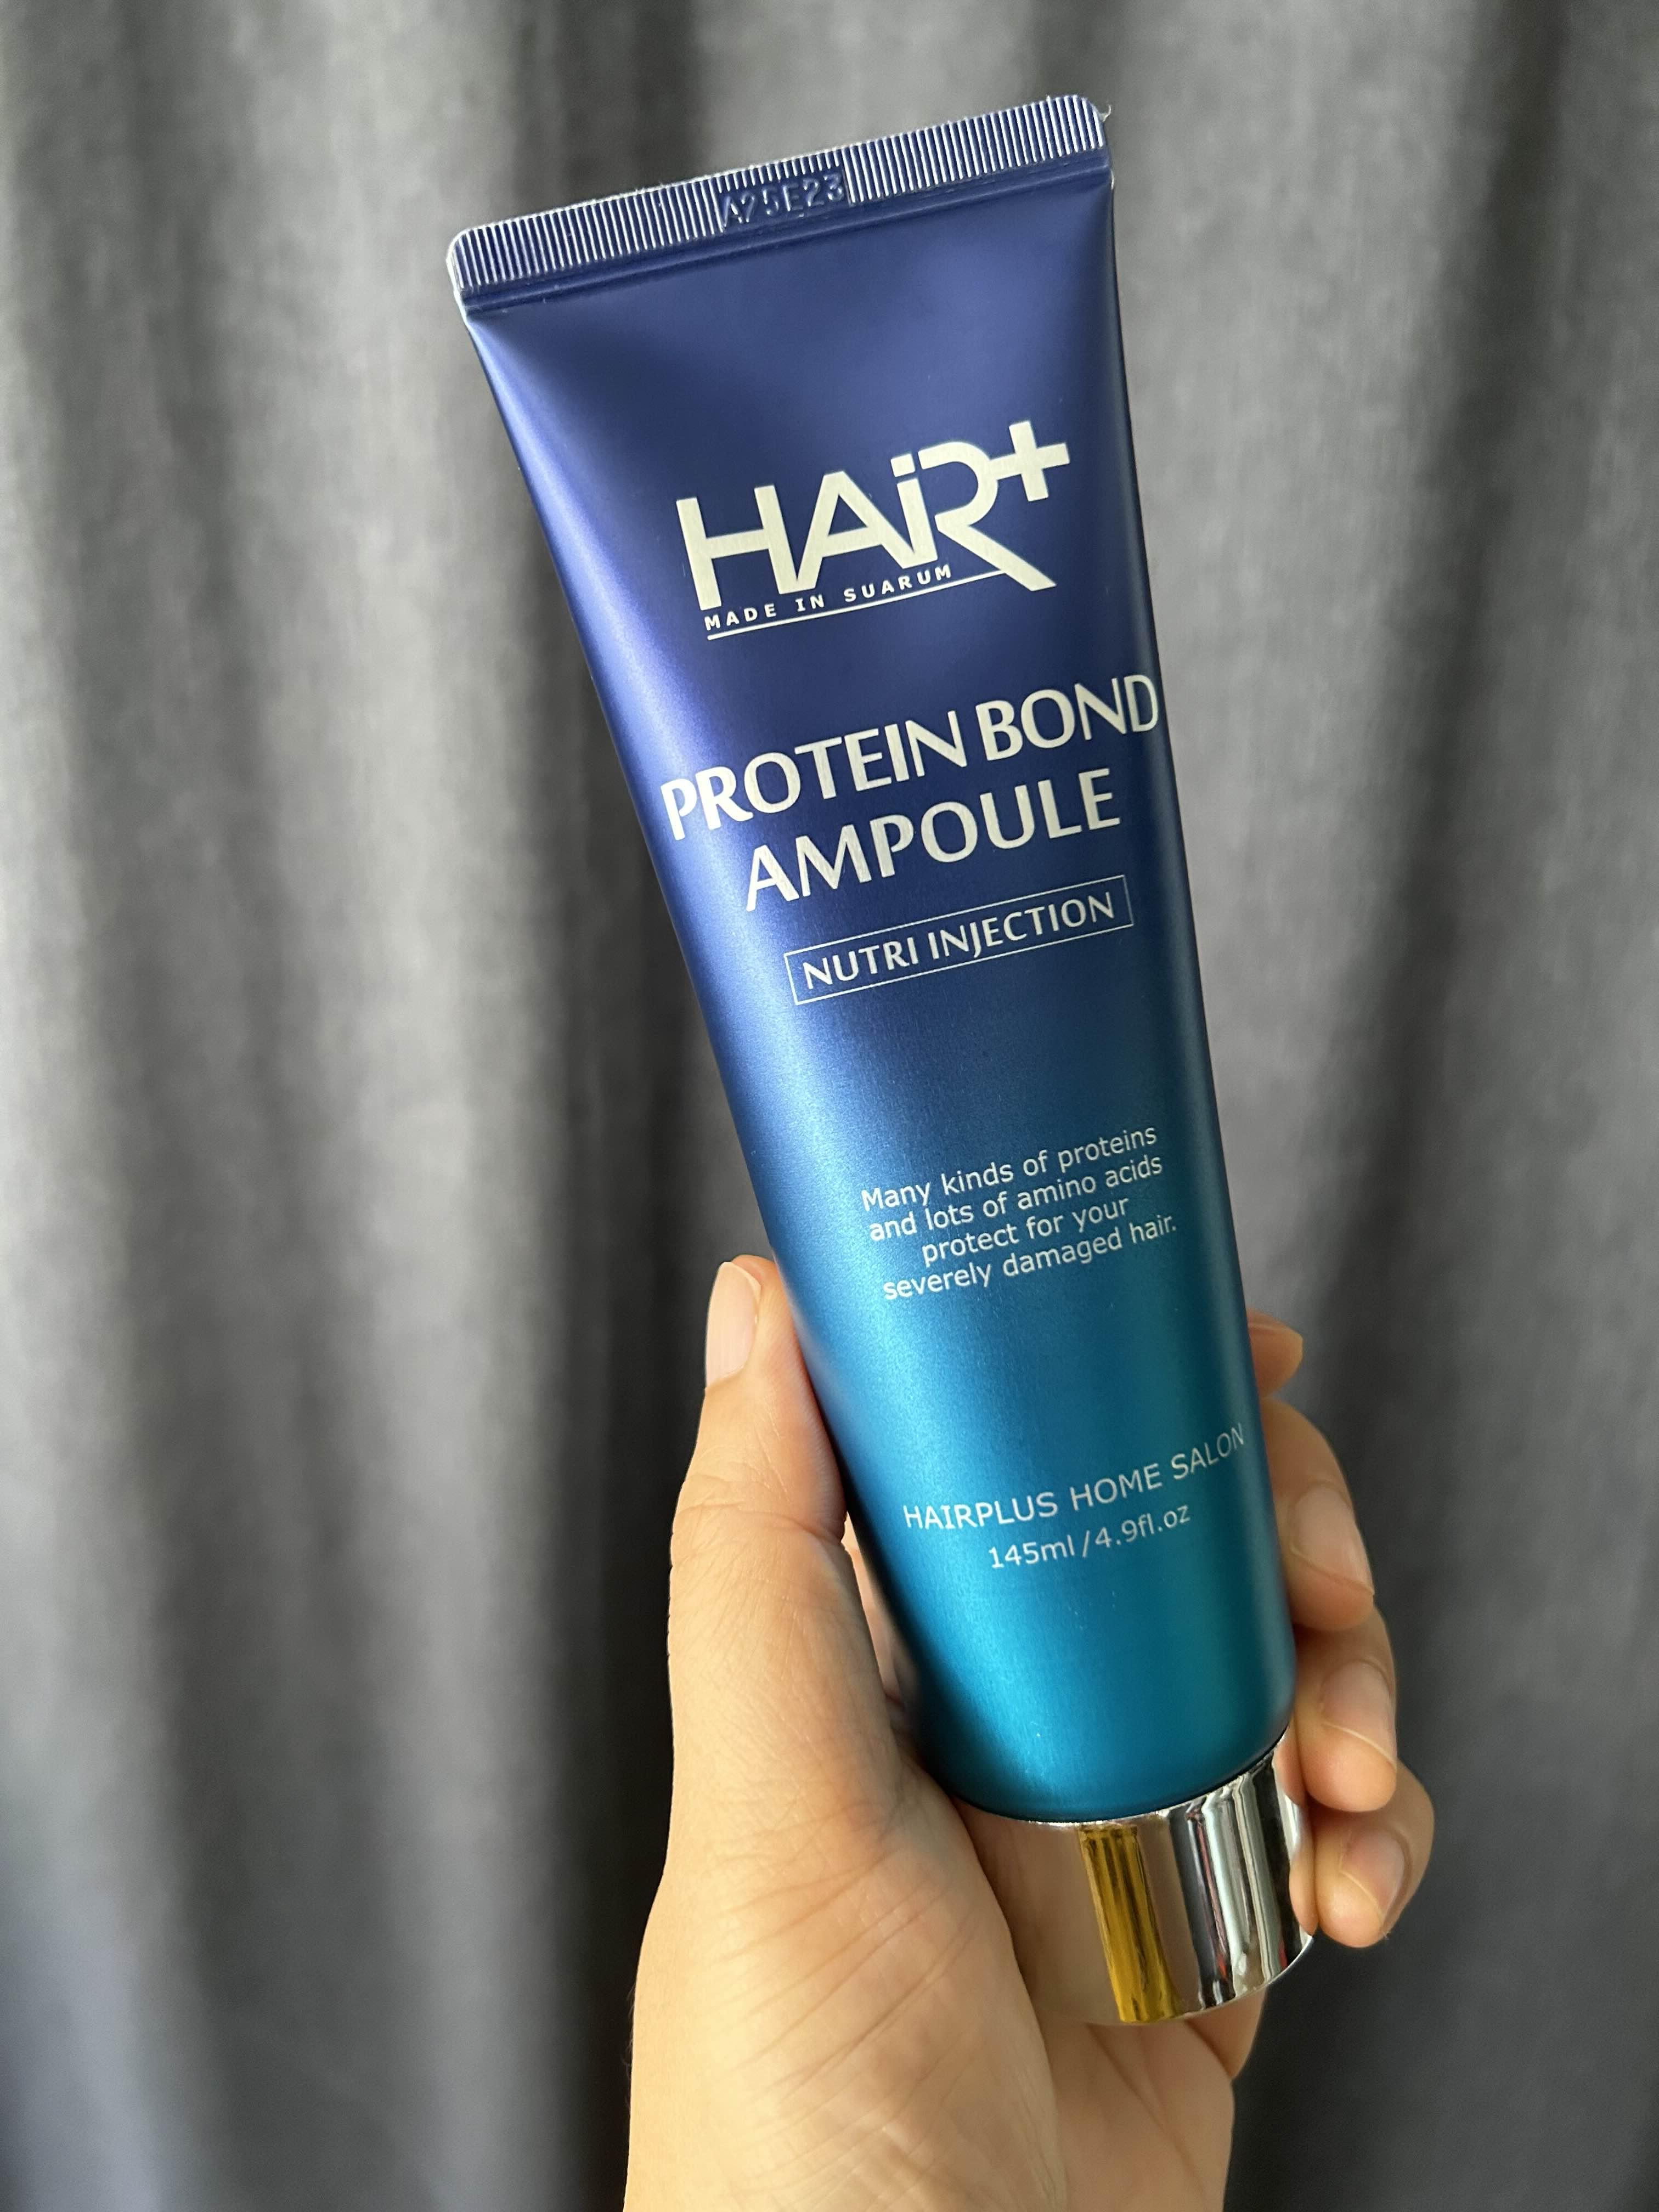 A25E23
HAiR+
MADE IN SUARUM
PROTEIN BOND
AMPOULE
NUTRI INJECTION
Many kinds of proteins
and lots of amino acids
protect for your
severely damaged hair.
HAIRPLUS HOME SALON
145ml/4.9fl.oz